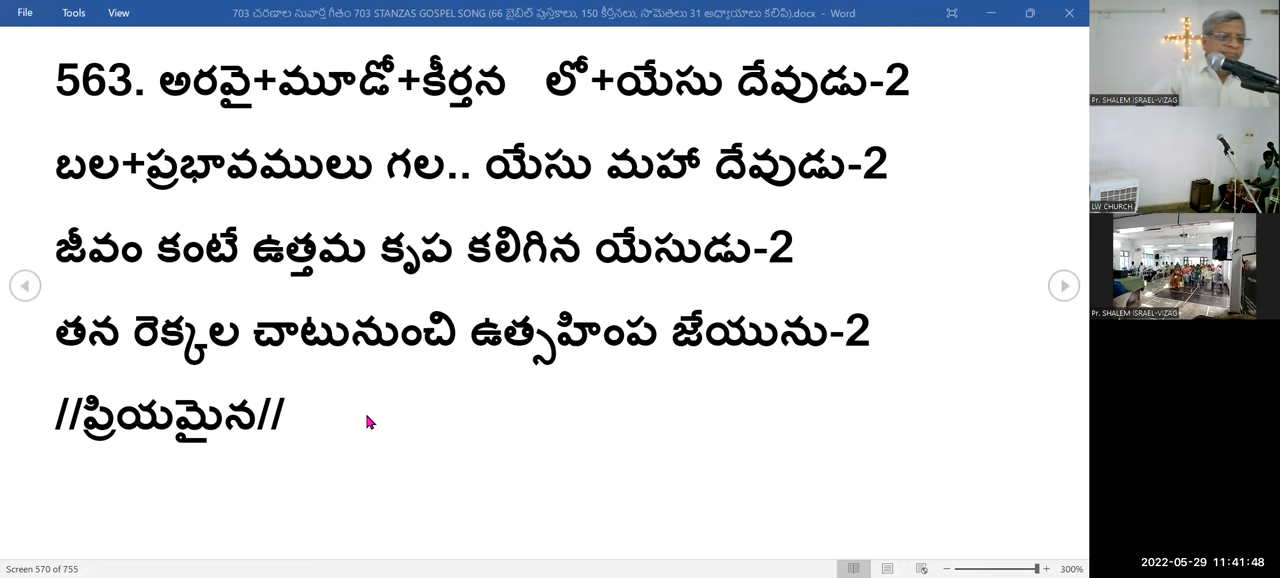 File Tools View 703 చరణాల సువార్త గీతం 703 STANZAS GOSPEL SONG (66 బైబిల్ పుస్తకాలు, 150 కీర్తనలు, సామెతలు 31 అధ్యాయాలు కలిపి).docx - Word
563. అరవై+మూడో+కీర్తన లో+యేసు దేవుడు-2
బల+ప్రభావములు గల.. యేసు మహా దేవుడు-2
జీవం కంటే ఉత్తమ కృప కలిగిన యేసుడు-2
తన రెక్కల చాటునుంచి ఉత్సహింప జేయును-2
//ప్రియమైన//
Pr. SHALEM ISRAEL-VIZAG
LW CHURCH
Pr. SHALEM ISRAEL-VIZAG+
2022-05-29 11:41:48
Screen 570 of 755
300%